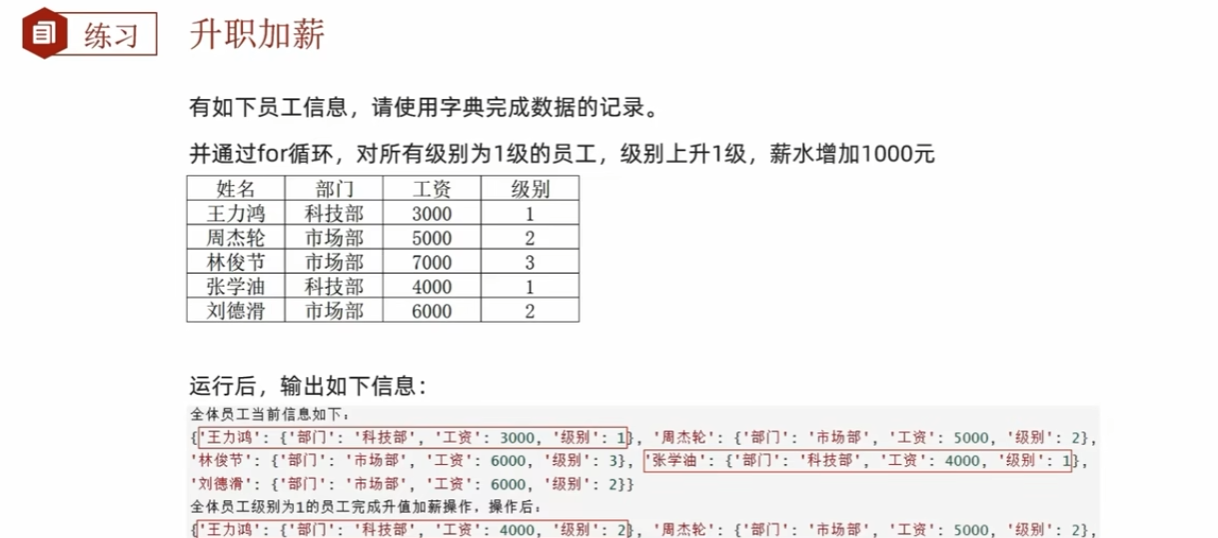 练习 升职加薪
有如下员工信息，请使用字典完成数据的记录。
并通过for循环，对所有级别为1级的员工，级别上升1级，薪水增加1000元
姓名 部门 工资 级别
王力鸿 科技部 3000 1
周杰轮 市场部 5000 2
林俊节 市场部 7000 3
张学油 科技部 4000 1
刘德滑 市场部 6000 2
运行后，输出如下信息：
全体员工当前信息如下：
{'王力鸿': {'部门': '科技部', '工资': 3000, '级别': 1}, '周杰轮': {'部门': '市场部', '工资': 5000, '级别': 2},
'林俊节': {'部门': '市场部', '工资': 6000, '级别': 3}, '张学油': {'部门': '科技部', '工资': 4000, '级别': 1},
'刘德滑': {'部门': '市场部', '工资': 6000, '级别': 2}}
全体员工级别为1的员工完成升值加薪操作，操作后：
{'王力鸿': {'部门': '科技部', '工资': 4000, '级别': 2}, '周杰轮': {'部门': '市场部', '工资': 5000, '级别': 2},